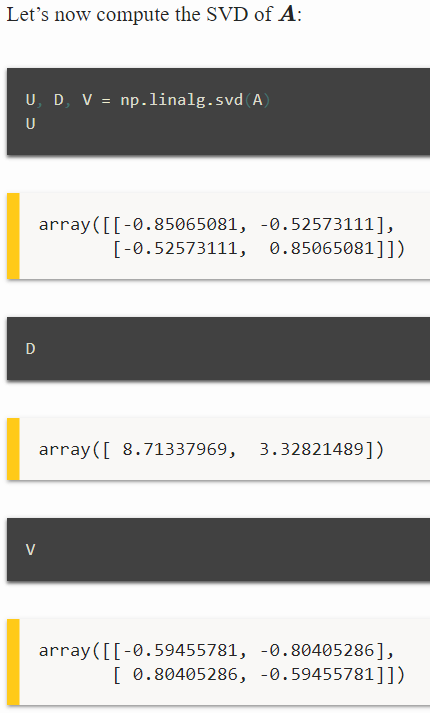 Let's now compute the SVD of A:
U, D, V = np.linalg.svd(A)
U
array([[-0.85065081, -0.52573111],
[-0.52573111,  0.85065081]])
D
array([ 8.71337969,  3.32821489])
V
array([[-0.59455781, -0.80405286],
[ 0.80405286, -0.59455781]])